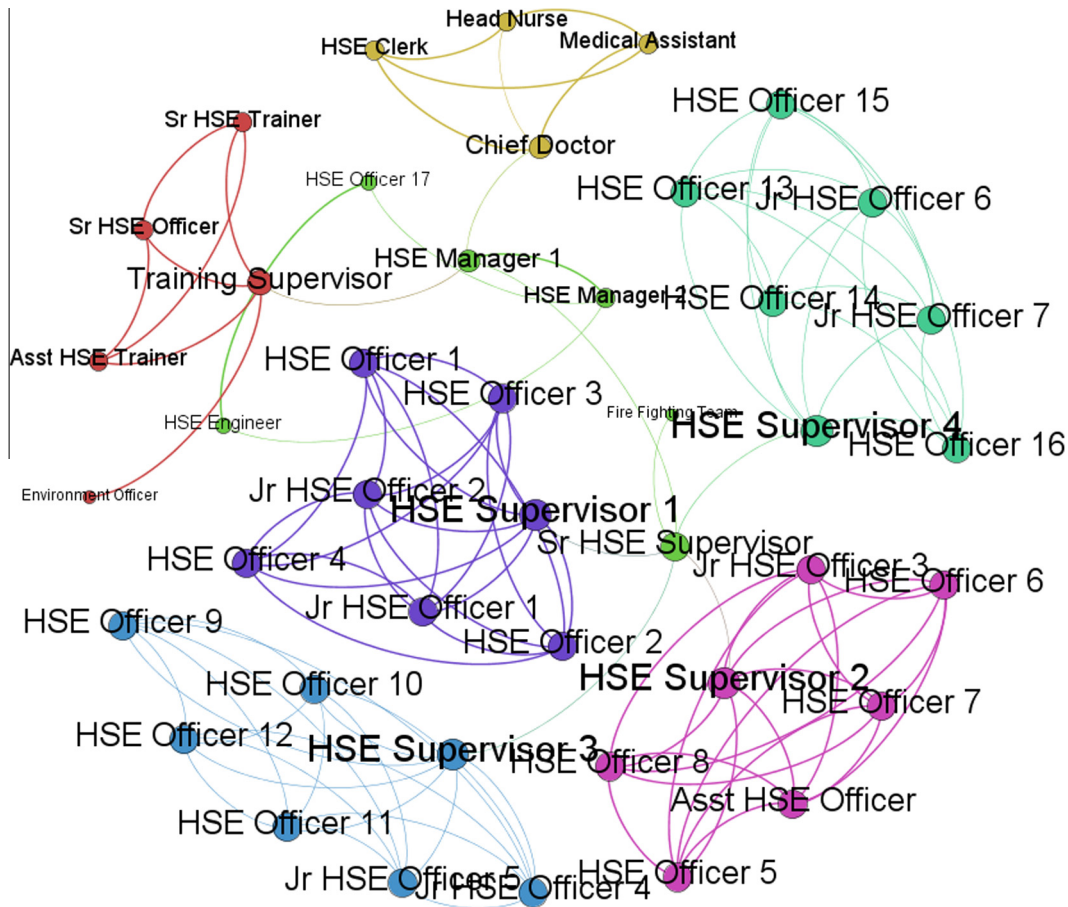 Head Nurse
HSE Clerk
Medical Assistant
HSE Officer 15
Sr HSE Trainer
Chief Doctor
HSE Officer 17
HSE Officer 13
Jr HSE Officer 6
Sr HSE Officer
HSE Manager 1
Training Supervisor
HSE Manager 2
HSE Officer 14
Jr HSE Officer 7
Asst HSE Trainer
HSE Officer 1
HSE Officer 3
Fire Fighting Team
HSE Engineer
HSE Supervisor 4
HSE Officer 16
Environment Officer
Jr HSE Officer 2
HSE Supervisor 1
Sr HSE Supervisor
HSE Officer 4
Jr HSE Officer 3
HSE Officer 6
Jr HSE Officer 1
HSE Officer 9
HSE Officer 2
HSE Officer 10
HSE Supervisor 2
HSE Officer 7
HSE Officer 12
HSE Supervisor 3
HSE Officer 8
Asst HSE Officer
HSE Officer 11
Jr HSE Officer 5
Jr HSE Officer 4
HSE Officer 5